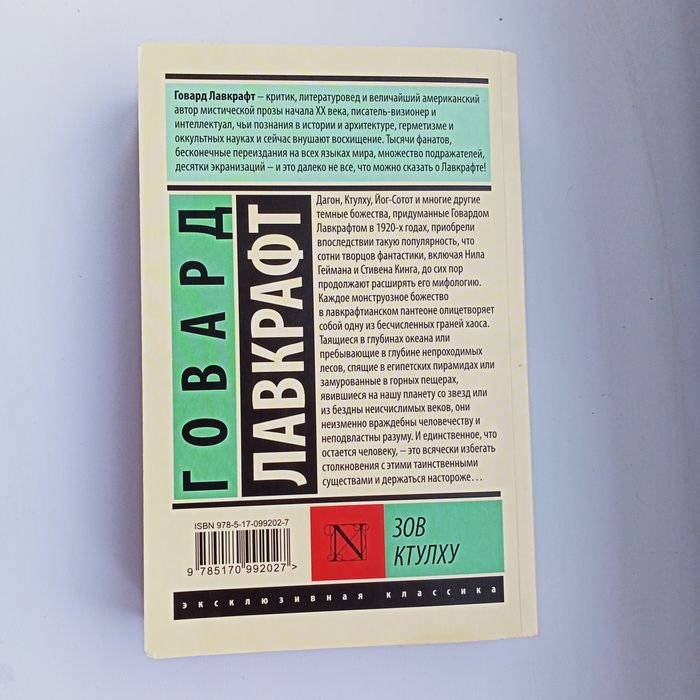 Говард Лавкрафт – критик, литературовед и величайший американский
автор мистической прозы начала XX века, писатель-визионер и
интеллектуал, чьи познания в истории и архитектуре, герметизме и
оккультных науках и сейчас внушают восхищение. Тысячи фанатов,
бесконечные переиздания на всех языках мира, множество подражателей,
десятки экранизаций – и это далеко не все, что можно сказать о Лавкрафте!
ГОВАРД
ЛАВКРАФТ
Дагон, Ктулху, Йог-Сотот и многие другие
темные божества, придуманные Говардом
Лавкрафтом в 1920-х годах, приобрели
впоследствии такую популярность, что
сотни творцов фантастики, включая Нила
Геймана и Стивена Кинга, до сих пор
продолжают расширять его мифологию.
Каждое монструозное божество
в лавкрафтианском пантеоне олицетворяет
собой одну из бесчисленных граней хаоса.
Таящиеся в глубинах океана или
пребывающие в глубине непроходимых
лесов, спящие в египетских пирамидах или
замурованные в горных пещерах,
явившиеся на нашу планету со звезд или
из бездны неисчислимых веков, они
неизменно враждебны человечеству и
неподвластны разуму. И единственное, что
остается человеку, – это всячески избегать
столкновения с этими таинственными
существами и держаться настороже…
ISBN 978-5-17-099202-7
9 785170 992027 >
N
ЗОВ
КТУЛХУ
эксклюзивная классика